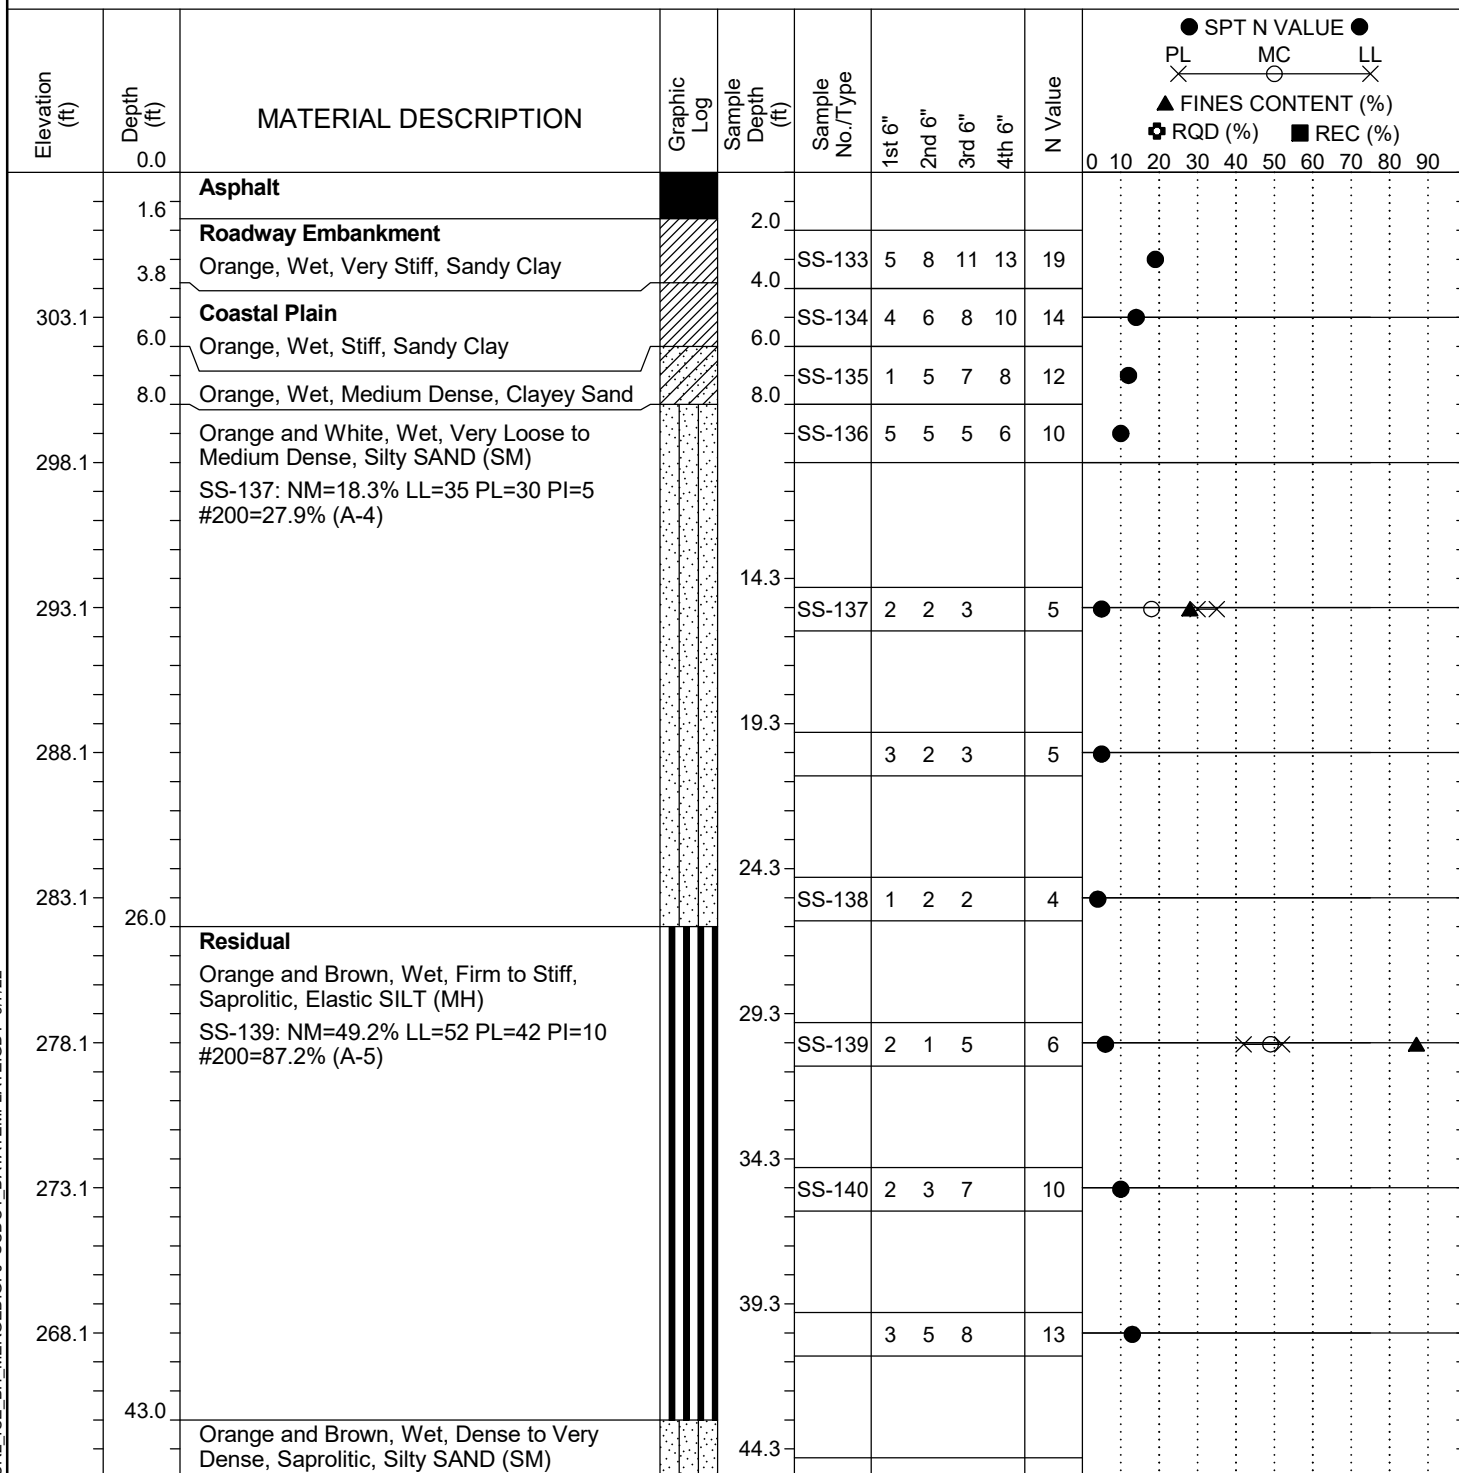 ● SPT N VALUE ●
PL MC LL
▲ FINES CONTENT (%)
RQD (%) ■ REC (%)
0 10 20 30 40 50 60 70 80 90
Elevation (ft)
Depth (ft)
0.0
MATERIAL DESCRIPTION
Graphic Log
Sample Depth (ft)
Sample No./Type
1st 6"
2nd 6"
3rd 6"
4th 6"
N Value
Asphalt
1.6
2.0
Roadway Embankment
3.8 Orange, Wet, Very Stiff, Sandy Clay
SS-133 5 8 11 13 19
4.0
303.1 Coastal Plain
SS-134 4 6 8 10 14
6.0 Orange, Wet, Stiff, Sandy Clay
6.0
SS-135 1 5 7 8 12
8.0 Orange, Wet, Medium Dense, Clayey Sand
8.0
Orange and White, Wet, Very Loose to
SS-136 5 5 5 6 10
298.1 Medium Dense, Silty SAND (SM)
SS-137: NM=18.3% LL=35 PL=30 PI=5
#200=27.9% (A-4)
14.3
293.1 SS-137 2 2 3 5
19.3
288.1 3 2 3 5
24.3
283.1 SS-138 1 2 2 4
26.0
Residual
Orange and Brown, Wet, Firm to Stiff,
Saprolitic, Elastic SILT (MH)
29.3
SS-139: NM=49.2% LL=52 PL=42 PI=10
278.1 #200=87.2% (A-5)
SS-139 2 1 5 6
34.3
273.1 SS-140 2 3 7 10
39.3
268.1 3 5 8 13
43.0
Orange and Brown, Wet, Dense to Very
44.3
Dense, Saprolitic, Silty SAND (SM)